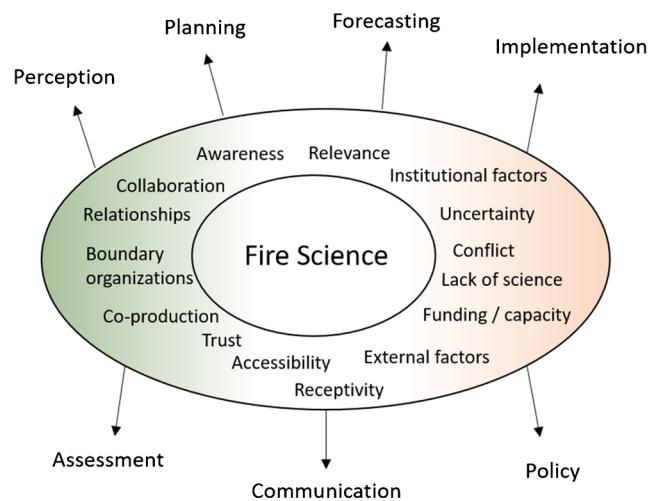 Forecasting
Planning
Implementation
Perception
Awareness
Relevance
Institutional factors
Collaboration
Relationships
Uncertainty
Boundary
organizations
Fire Science
Conflict
Lack of science
Co-production
Funding / capacity
Trust
Accessibility
External factors
Receptivity
Assessment
Communication
Policy